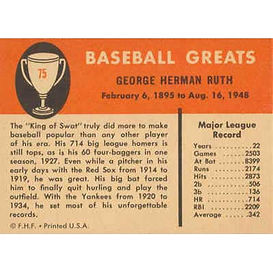 75
BASEBALL GREATS
GEORGE HERMAN RUTH
February 6, 1895 to Aug. 16, 1948
The "King of Swat" truly did more to make
baseball popular than any other player
of his era. His 714 big league homers is
still tops, as is his 60 four-baggers in one
season, 1927. Even while a pitcher in his
early days with the Red Sox from 1914 to
1919, he was great. His big bat forced
him to finally quit hurling and play the
outfield. With the Yankees from 1920 to
1934, he set most of his unforgettable
records.
© F.H.F. • Printed U.S.A.
Major League
Record
Years ..........22
Games ......2503
At Bat ......8399
Runs ........2174
Hits ..........2873
2b ..............506
3b ..............136
HR ..............714
RBI ..........2209
Average ....342